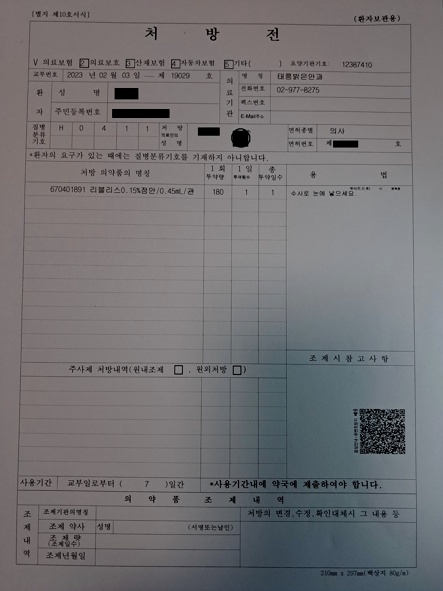 [별지 제10호서식]
(환자보관용)
처 방 전
V 의료보험 2 의료보호 3 산재보험 4 자동차보험 5 기타( ) 요양기관기호: 12387410
교부번호 2023 년 02 월 03 일 — 제 19029 호
의료기관
명 칭 태릉밝은안과
전화번호 02-977-8275
팩스번호
E-Mail주소
환자
성 명
주민등록번호
질병분류기호 H 0 4 1 1
처 방 의료인의 성 명
면허종별 의사
면허번호 제 호
*환자의 요구가 있는 때에는 질병분류기호를 기재하지 아니합니다.
처방 의약품의 명칭 1회투약량 1일투여횟수 총투약일수 용 법
670401891 리블리스0.15%점안/0.45mL/관 180 1 1 수시로 눈에 넣으세요
조제시참고사항
주사제 처방내역(원내조제 , 원외처방 )
사용기간 교부일로부터 ( 7 )일간 *사용기간내에 약국에 제출하여야 합니다.
의 약 품 조 제 내 역
조제내역
조제기관의명칭
처방의 변경,수정,확인대체시 그 내용 등
조제 약사 성명 (서명또는날인)
조 제 량
(조제일수)
조제년월일
210mm x 297mm(백상지 80g/m)